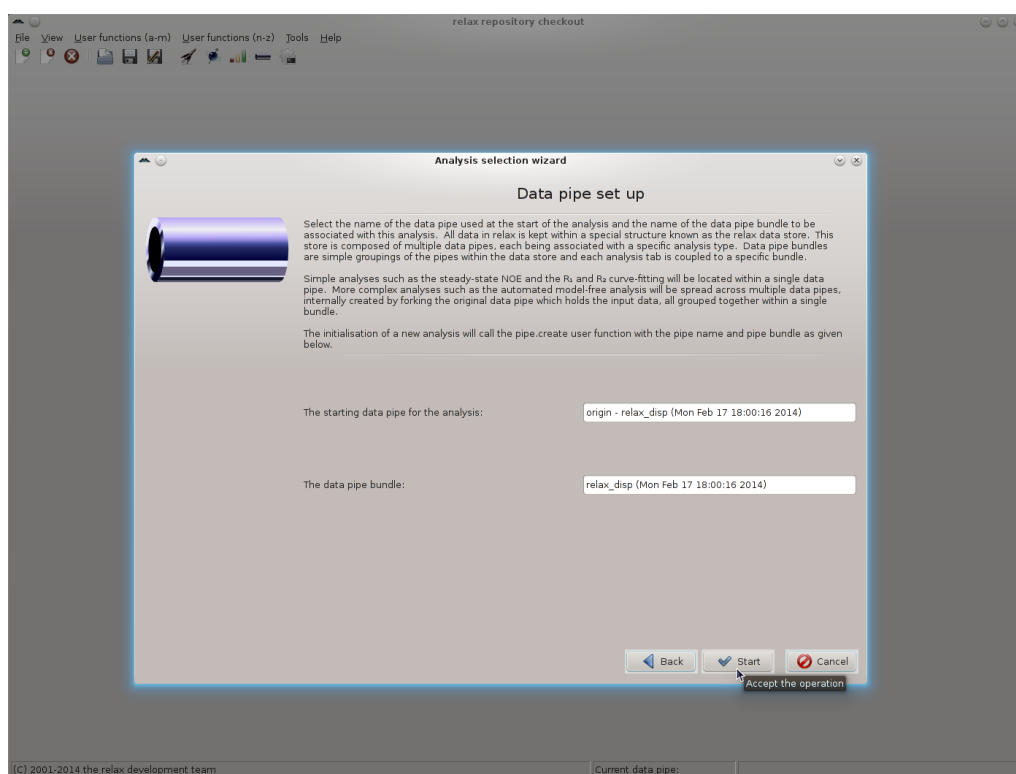 relax repository checkout
File View User functions (a-m) User functions (n-z) Tools Help
Analysis selection wizard
Data pipe set up
Select the name of the data pipe used at the start of the analysis and the name of the data pipe bundle to be
associated with this analysis. All data in relax is kept within a special structure known as the relax data store. This
store is composed of multiple data pipes, each being associated with a specific analysis type. Data pipe bundles
are simple groupings of the pipes within the data store and each analysis tab is coupled to a specific bundle.
Simple analyses such as the steady-state NOE and the R₁ and R₂ curve-fitting will be located within a single data
pipe. More complex analyses such as the automated model-free analysis will be spread across multiple data pipes,
internally created by forking the original data pipe which holds the input data, all grouped together within a single
bundle.
The initialisation of a new analysis will call the pipe.create user function with the pipe name and pipe bundle as given
below.
The starting data pipe for the analysis: origin - relax_disp (Mon Feb 17 18:00:16 2014)
The data pipe bundle: relax_disp (Mon Feb 17 18:00:16 2014)
Back Start Cancel
Accept the operation
(C) 2001-2014 the relax development team Current data pipe: